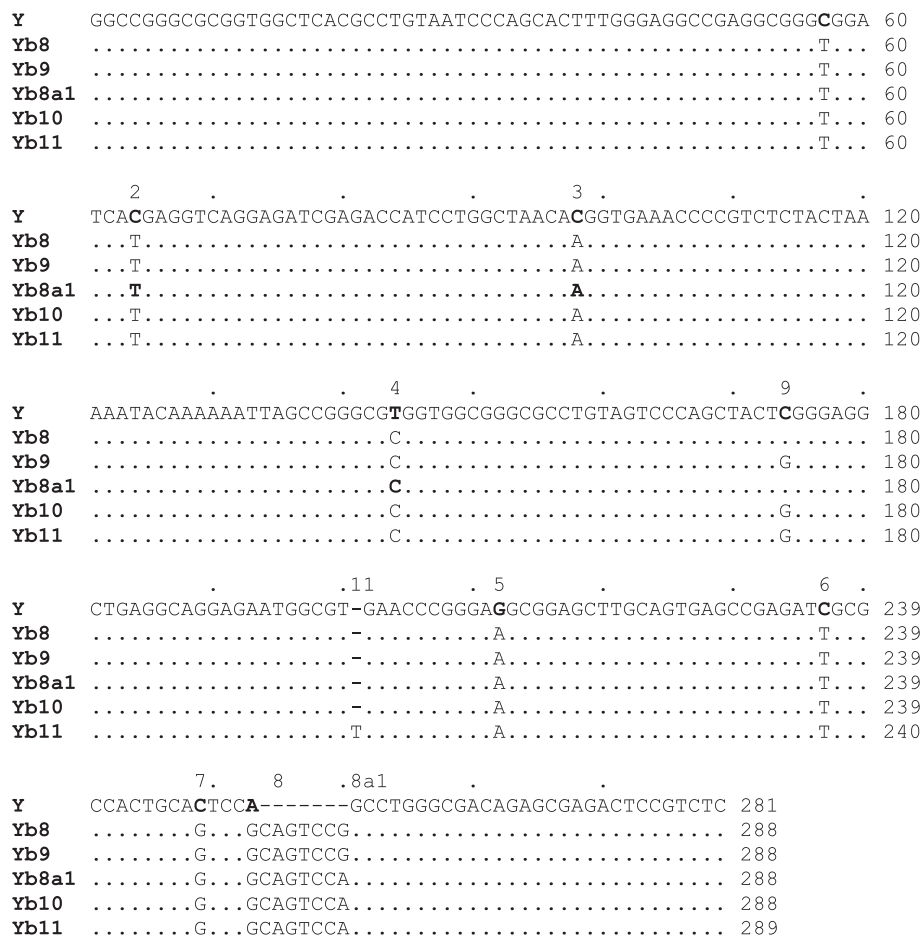 Y GGCCGGGCGCGGTGGCTCACGCCTGTAATCCCAGCACTTTGGGAGGCCGAGGCGGGCGGA 60
Yb8 ........................................................T... 60
Yb9 ........................................................T... 60
Yb8a1 ........................................................T... 60
Yb10 ........................................................T... 60
Yb11 ........................................................T... 60
2 . . . 3 . . .
Y TCACGAGGTCAGGAGATCGAGACCATCCTGGCTAACACGGTGAAACCCCGTCTCTACTAA 120
Yb8 ...T.................................A...................... 120
Yb9 ...T.................................A...................... 120
Yb8a1 ...T.................................A...................... 120
Yb10 ...T.................................A...................... 120
Yb11 ...T.................................A...................... 120
. . 4 . . . 9 .
Y AAATACAAAAAATTAGCCGGGCGTGGTGGCGGGCGCCTGTAGTCCCAGCTACTCGGGAGG 180
Yb8 .......................C.................................... 180
Yb9 .......................C.............................G...... 180
Yb8a1 .......................C.................................... 180
Yb10 .......................C.............................G...... 180
Yb11 .......................C.............................G...... 180
. .11 . 5 . . 6 .
Y CTGAGGCAGGAGAATGGCGT-GAACCCGGGAGGCGGAGCTTGCAGTGAGCCGAGATCGCG 239
Yb8 ....................-..........A........................T... 239
Yb9 ....................-..........A........................T... 239
Yb8a1 ....................-..........A........................T... 239
Yb10 ....................-..........A........................T... 239
Yb11 ....................T..........A........................T... 240
7. 8 .8a1 . .
Y CCACTGCACTCCA-------GCCTGGGCGACAGAGCGAGACTCCGTCTC 281
Yb8 ........G...GCAGTCCG............................. 288
Yb9 ........G...GCAGTCCG............................. 288
Yb8a1 ........G...GCAGTCCA............................. 288
Yb10 ........G...GCAGTCCA............................. 288
Yb11 ........G...GCAGTCCA............................. 289